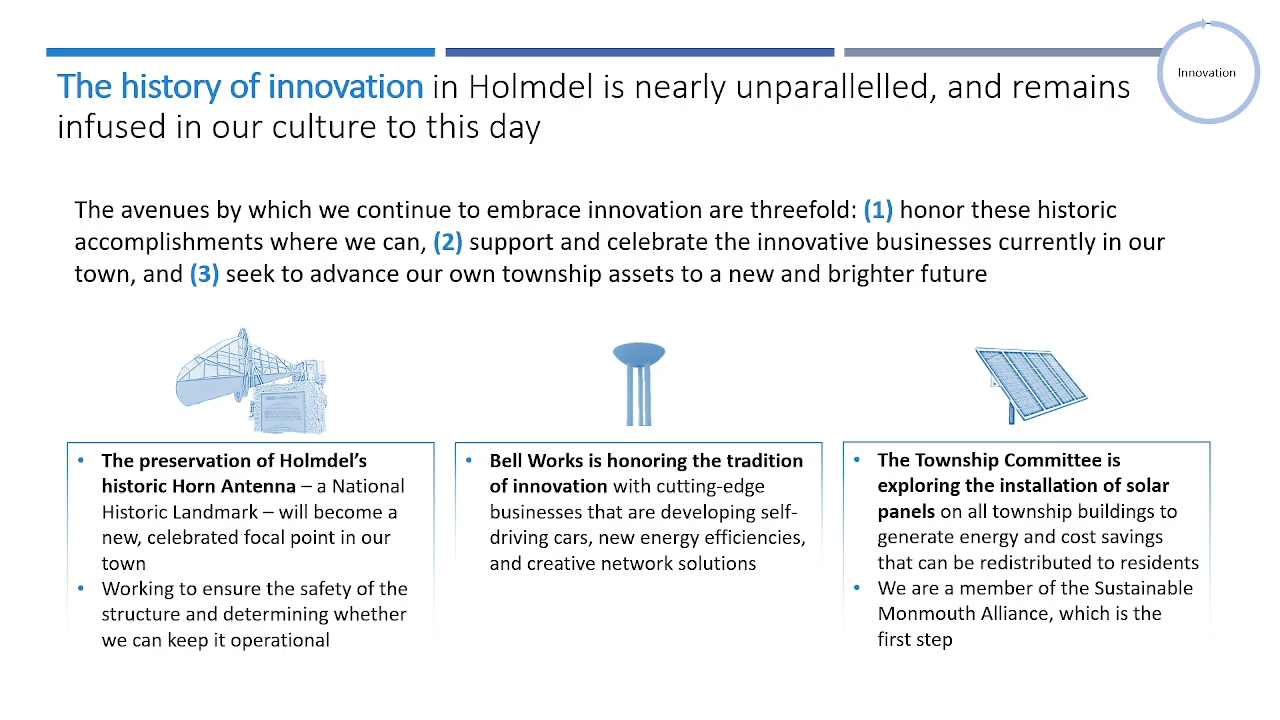 Innovation
The history of innovation in Holmdel is nearly unparallelled, and remains
infused in our culture to this day
The avenues by which we continue to embrace innovation are threefold: (1) honor these historic
accomplishments where we can, (2) support and celebrate the innovative businesses currently in our
town, and (3) seek to advance our own township assets to a new and brighter future
• The preservation of Holmdel's
historic Horn Antenna – a National
Historic Landmark – will become a
new, celebrated focal point in our
town
• Working to ensure the safety of the
structure and determining whether
we can keep it operational
• Bell Works is honoring the tradition
of innovation with cutting-edge
businesses that are developing self-
driving cars, new energy efficiencies,
and creative network solutions
• The Township Committee is
exploring the installation of solar
panels on all township buildings to
generate energy and cost savings
that can be redistributed to residents
• We are a member of the Sustainable
Monmouth Alliance, which is the
first step